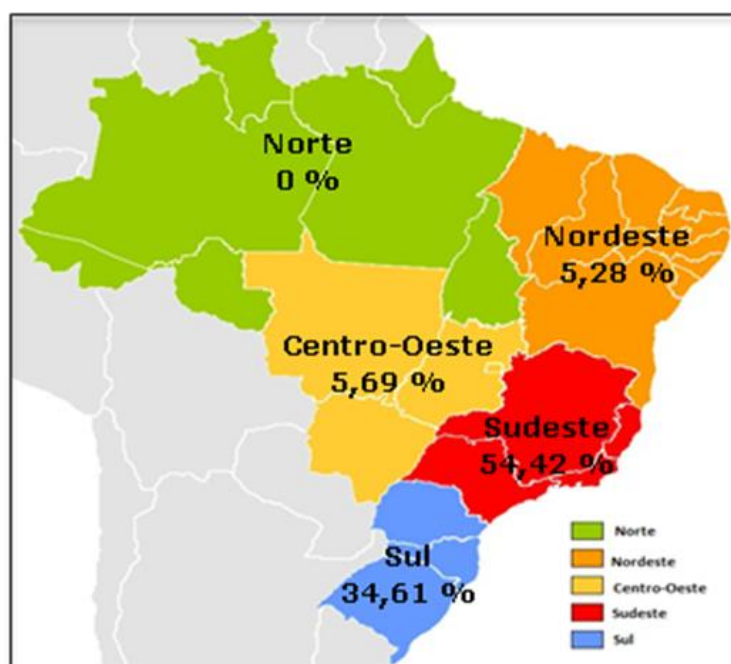 Norte
0 %
Nordeste
5,28 %
Centro-Oeste
5,69 %
Sudeste
54,42 %
Sul
34,61 %
Norte
Nordeste
Centro-Oeste
Sudeste
Sul